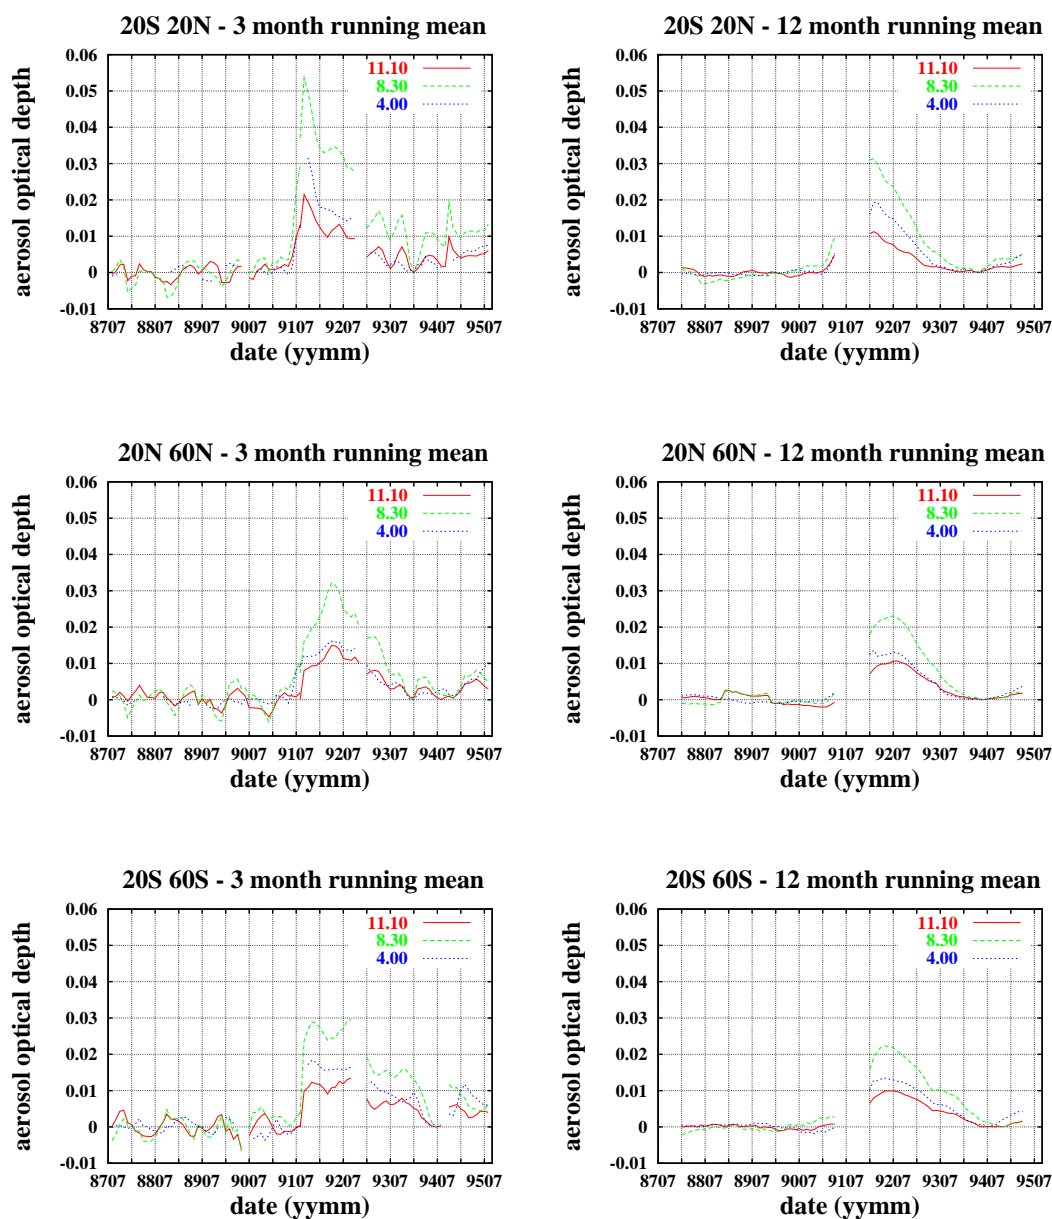 20S 20N - 3 month running mean
aerosol optical depth
0.06
0.05
0.04
0.03
0.02
0.01
0
-0.01
11.10
8.30
4.00
8707 8807 8907 9007 9107 9207 9307 9407 9507
date (yymm)
20S 20N - 12 month running mean
aerosol optical depth
0.06
0.05
0.04
0.03
0.02
0.01
0
-0.01
11.10
8.30
4.00
8707 8807 8907 9007 9107 9207 9307 9407 9507
date (yymm)
20N 60N - 3 month running mean
aerosol optical depth
0.06
0.05
0.04
0.03
0.02
0.01
0
-0.01
11.10
8.30
4.00
8707 8807 8907 9007 9107 9207 9307 9407 9507
date (yymm)
20N 60N - 12 month running mean
aerosol optical depth
0.06
0.05
0.04
0.03
0.02
0.01
0
-0.01
11.10
8.30
4.00
8707 8807 8907 9007 9107 9207 9307 9407 9507
date (yymm)
20S 60S - 3 month running mean
aerosol optical depth
0.06
0.05
0.04
0.03
0.02
0.01
0
-0.01
11.10
8.30
4.00
8707 8807 8907 9007 9107 9207 9307 9407 9507
date (yymm)
20S 60S - 12 month running mean
aerosol optical depth
0.06
0.05
0.04
0.03
0.02
0.01
0
-0.01
11.10
8.30
4.00
8707 8807 8907 9007 9107 9207 9307 9407 9507
date (yymm)